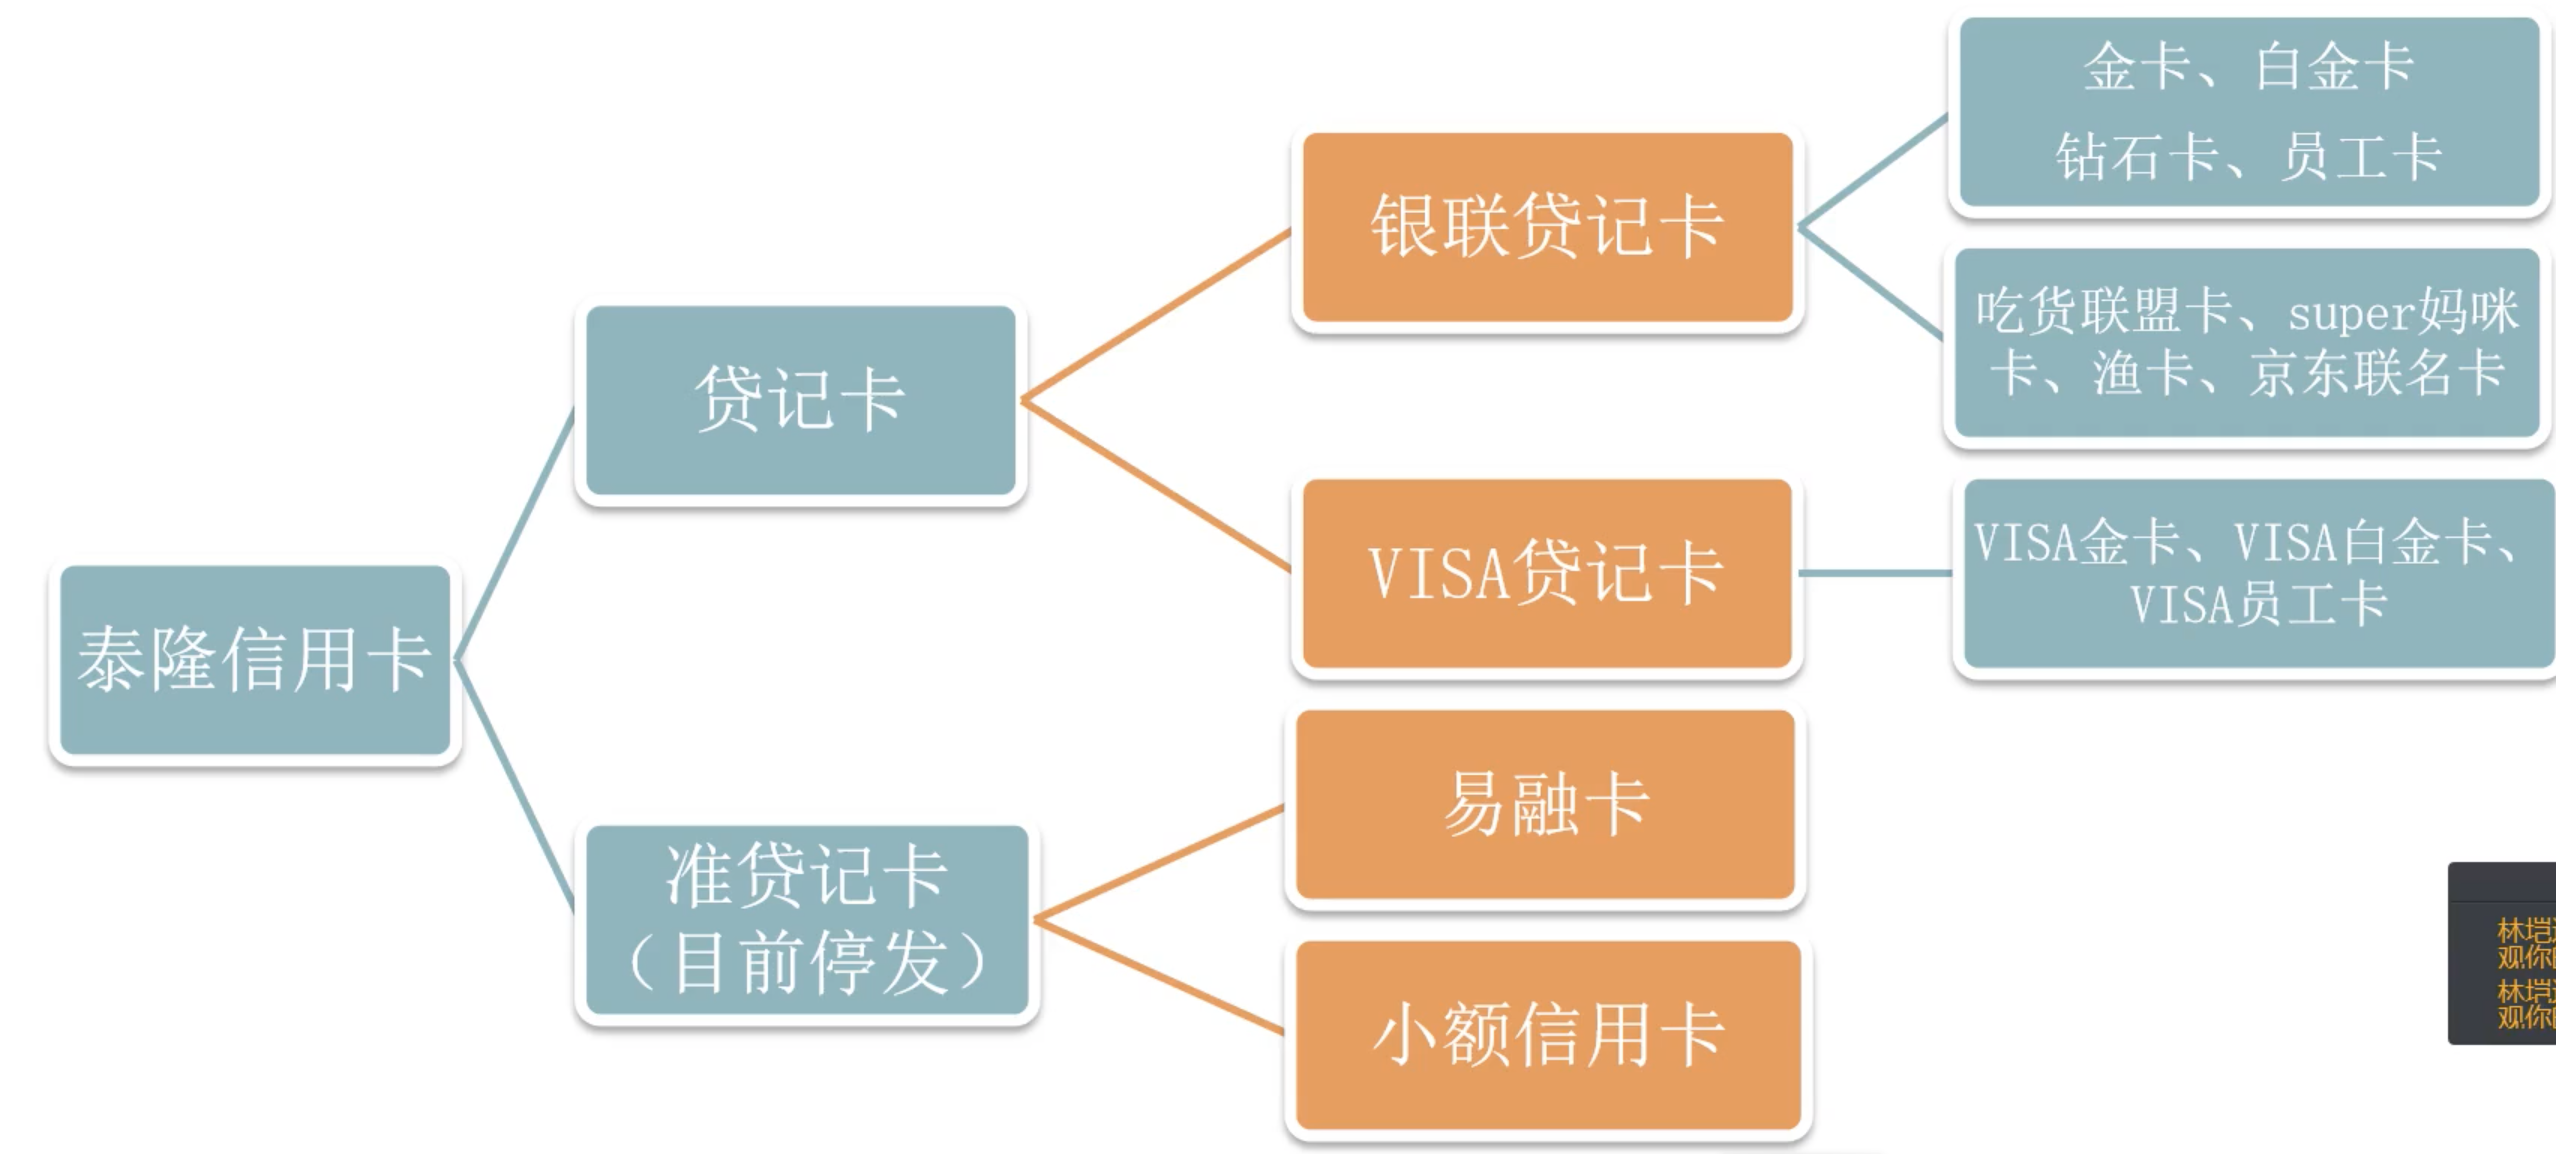 泰隆信用卡
贷记卡
准贷记卡
（目前停发）
银联贷记卡
VISA贷记卡
易融卡
小额信用卡
金卡、白金卡
钻石卡、员工卡
吃货联盟卡、super妈咪
卡、渔卡、京东联名卡
VISA金卡、VISA白金卡、
VISA员工卡
林垲
观你
林垲
观你